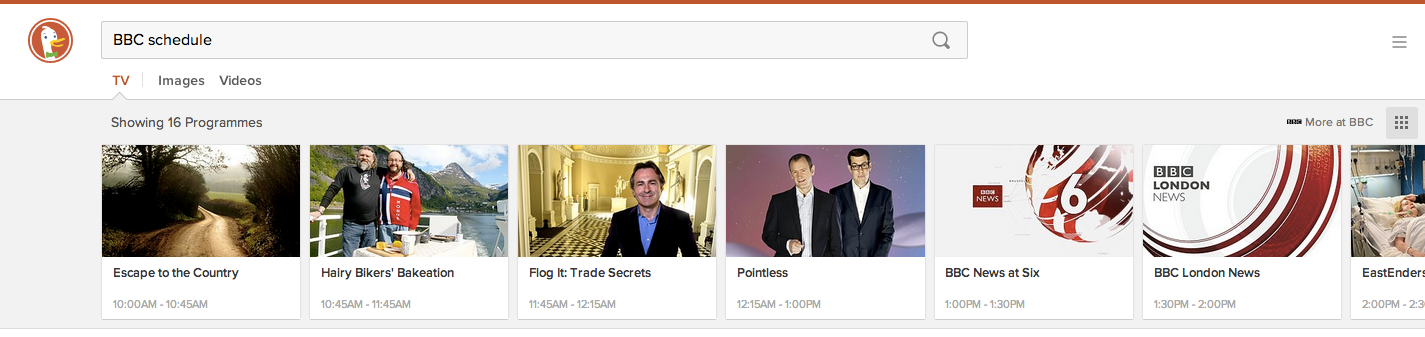 BBC schedule
TV Images Videos
Showing 16 Programmes
BBC More at BBC
BBC NEWS
6
BBC
LONDON
NEWS
Escape to the Country
10:00AM - 10:45AM
Hairy Bikers' Bakeation
10:45AM - 11:45AM
Flog It: Trade Secrets
11:45AM - 12:15AM
Pointless
12:15AM - 1:00PM
BBC News at Six
1:00PM - 1:30PM
BBC London News
1:30PM - 2:00PM
EastEnders
2:00PM - 2:3